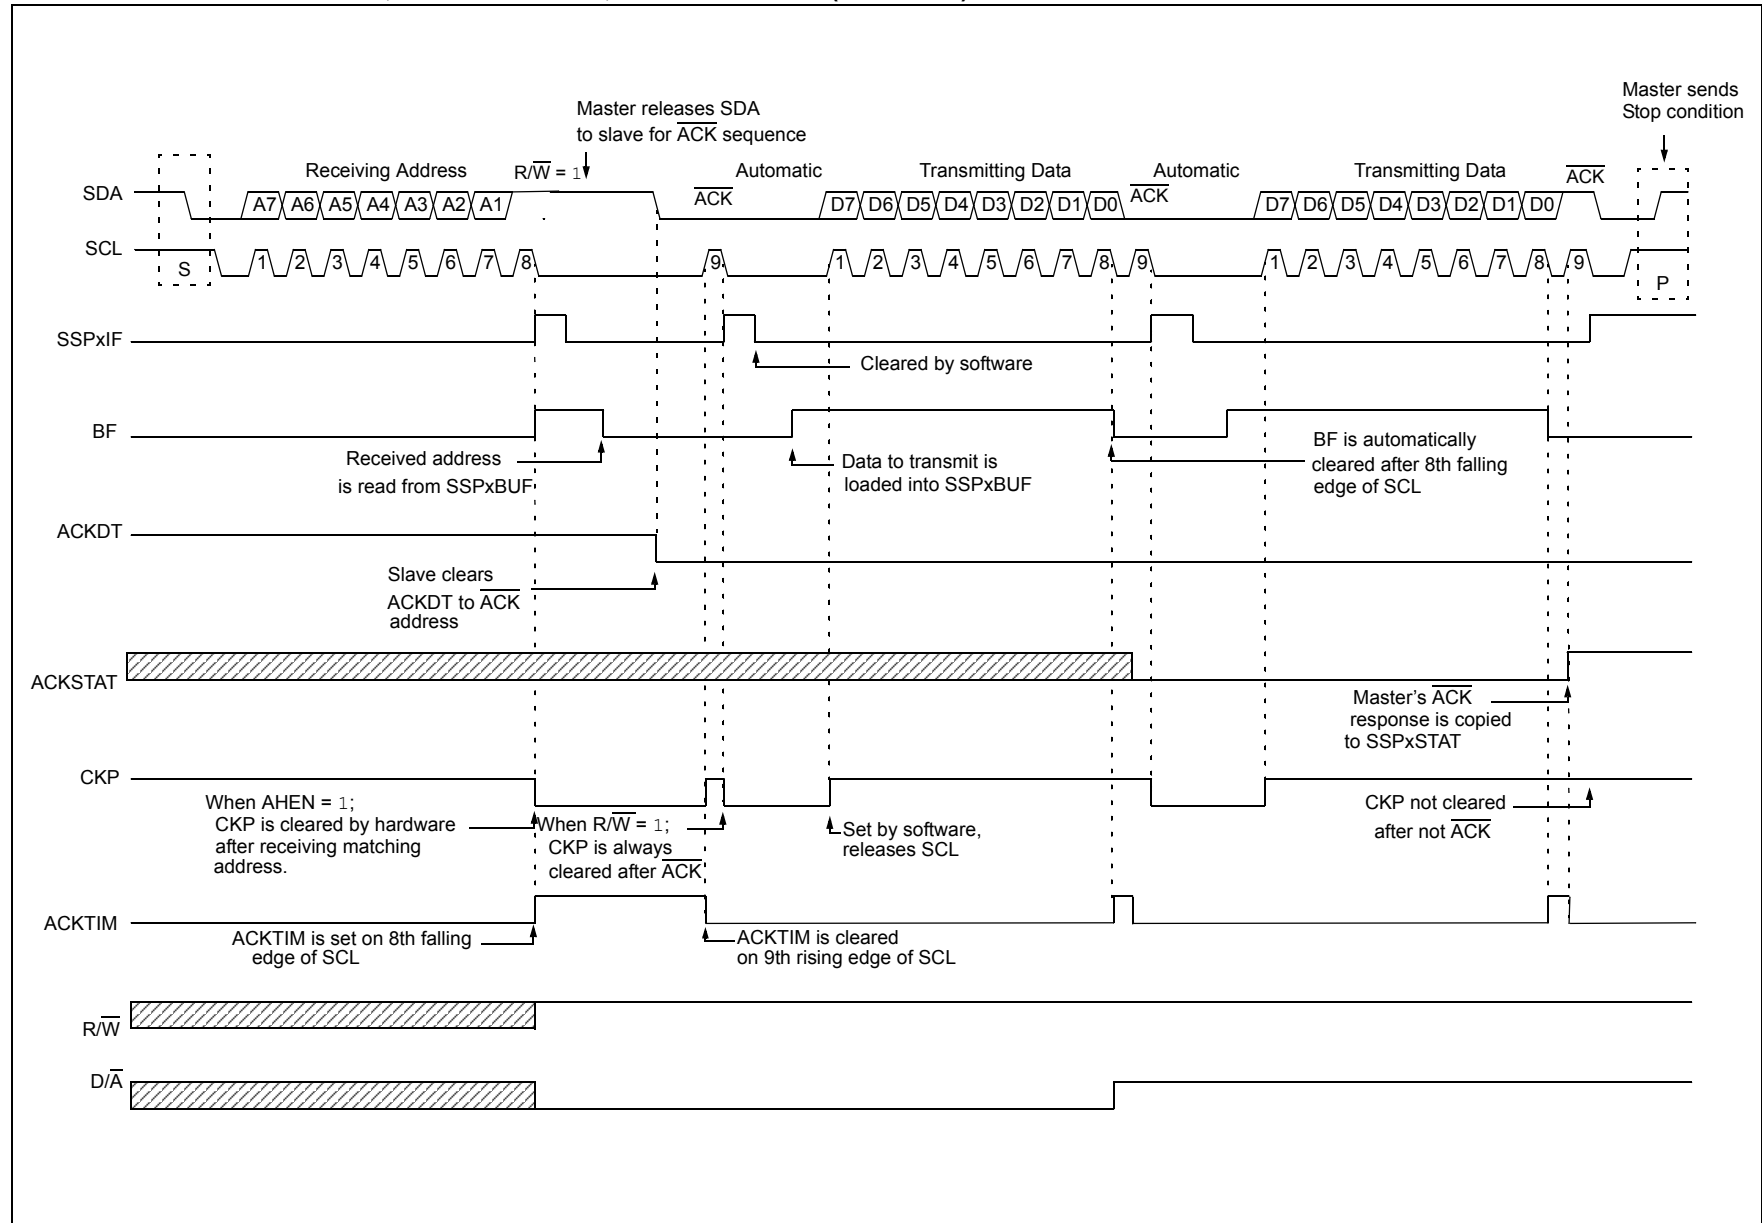 Master sends
Stop condition
Master releases SDA
to slave for A̅C̅K̅ sequence
Receiving Address
R/W̅ = 1
Automatic
Transmitting Data
Automatic
Transmitting Data
A̅C̅K̅
SDA
A7 A6 A5 A4 A3 A2 A1
A̅C̅K̅
D7 D6 D5 D4 D3 D2 D1 D0
A̅C̅K̅
D7 D6 D5 D4 D3 D2 D1 D0
SCL
S
1 2 3 4 5 6 7 8 9
1 2 3 4 5 6 7 8 9
1 2 3 4 5 6 7 8 9
P
SSPxIF
Cleared by software
BF
Received address
is read from SSPxBUF
Data to transmit is
loaded into SSPxBUF
BF is automatically
cleared after 8th falling
edge of SCL
ACKDT
Slave clears
ACKDT to A̅C̅K̅
address
ACKSTAT
Master's A̅C̅K̅
response is copied
to SSPxSTAT
CKP
When AHEN = 1;
CKP is cleared by hardware
after receiving matching
address.
When R/W̅ = 1;
CKP is always
cleared after A̅C̅K̅
Set by software,
releases SCL
CKP not cleared
after not A̅C̅K̅
ACKTIM
ACKTIM is set on 8th falling
edge of SCL
ACKTIM is cleared
on 9th rising edge of SCL
R/W̅
D/A̅